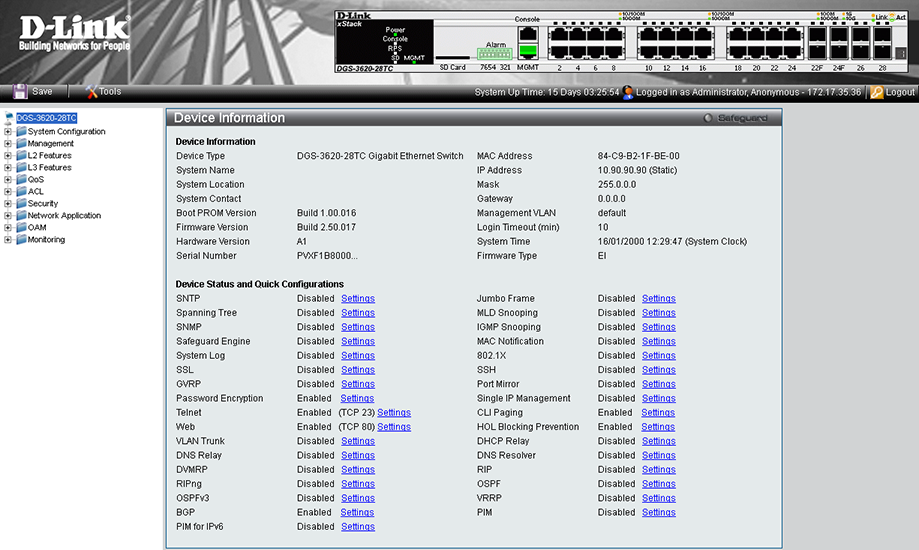 D-Link
Building Networks for People
D-Link
xStack
Power
Console
RPS
SD MGMT
DGS-3620-28TC
SD Card
Alarm
7654 321
Console
MGMT
10/100M
1000M
10/100M
1000M
100M 1G
1000M 10G
Link Act
2 4 6 8 10 12 14 16 18 20 22 24 22F 24F 26 28
Save Tools System Up Time: 15 Days 03:25:54 Logged in as Administrator, Anonymous - 172.17.35.36 Logout
DGS-3620-28TC
System Configuration
Management
L2 Features
L3 Features
QoS
ACL
Security
Network Application
OAM
Monitoring
Device Information Safeguard
Device Information
Device Type DGS-3620-28TC Gigabit Ethernet Switch MAC Address 84-C9-B2-1F-BE-00
System Name IP Address 10.90.90.90 (Static)
System Location Mask 255.0.0.0
System Contact Gateway 0.0.0.0
Boot PROM Version Build 1.00.016 Management VLAN default
Firmware Version Build 2.50.017 Login Timeout (min) 10
Hardware Version A1 System Time 16/01/2000 12:29:47 (System Clock)
Serial Number PVXF1B8000... Firmware Type EI
Device Status and Quick Configurations
SNTP Disabled Settings Jumbo Frame Disabled Settings
Spanning Tree Disabled Settings MLD Snooping Disabled Settings
SNMP Disabled Settings IGMP Snooping Disabled Settings
Safeguard Engine Disabled Settings MAC Notification Disabled Settings
System Log Disabled Settings 802.1X Disabled Settings
SSL Disabled Settings SSH Disabled Settings
GVRP Disabled Settings Port Mirror Disabled Settings
Password Encryption Enabled Settings Single IP Management Disabled Settings
Telnet Enabled (TCP 23) Settings CLI Paging Enabled Settings
Web Enabled (TCP 80) Settings HOL Blocking Prevention Enabled Settings
VLAN Trunk Disabled Settings DHCP Relay Disabled Settings
DNS Relay Disabled Settings DNS Resolver Disabled Settings
DVMRP Disabled Settings RIP Disabled Settings
RIPng Disabled Settings OSPF Disabled Settings
OSPFv3 Disabled Settings VRRP Disabled Settings
BGP Enabled Settings PIM Disabled Settings
PIM for IPv6 Disabled Settings